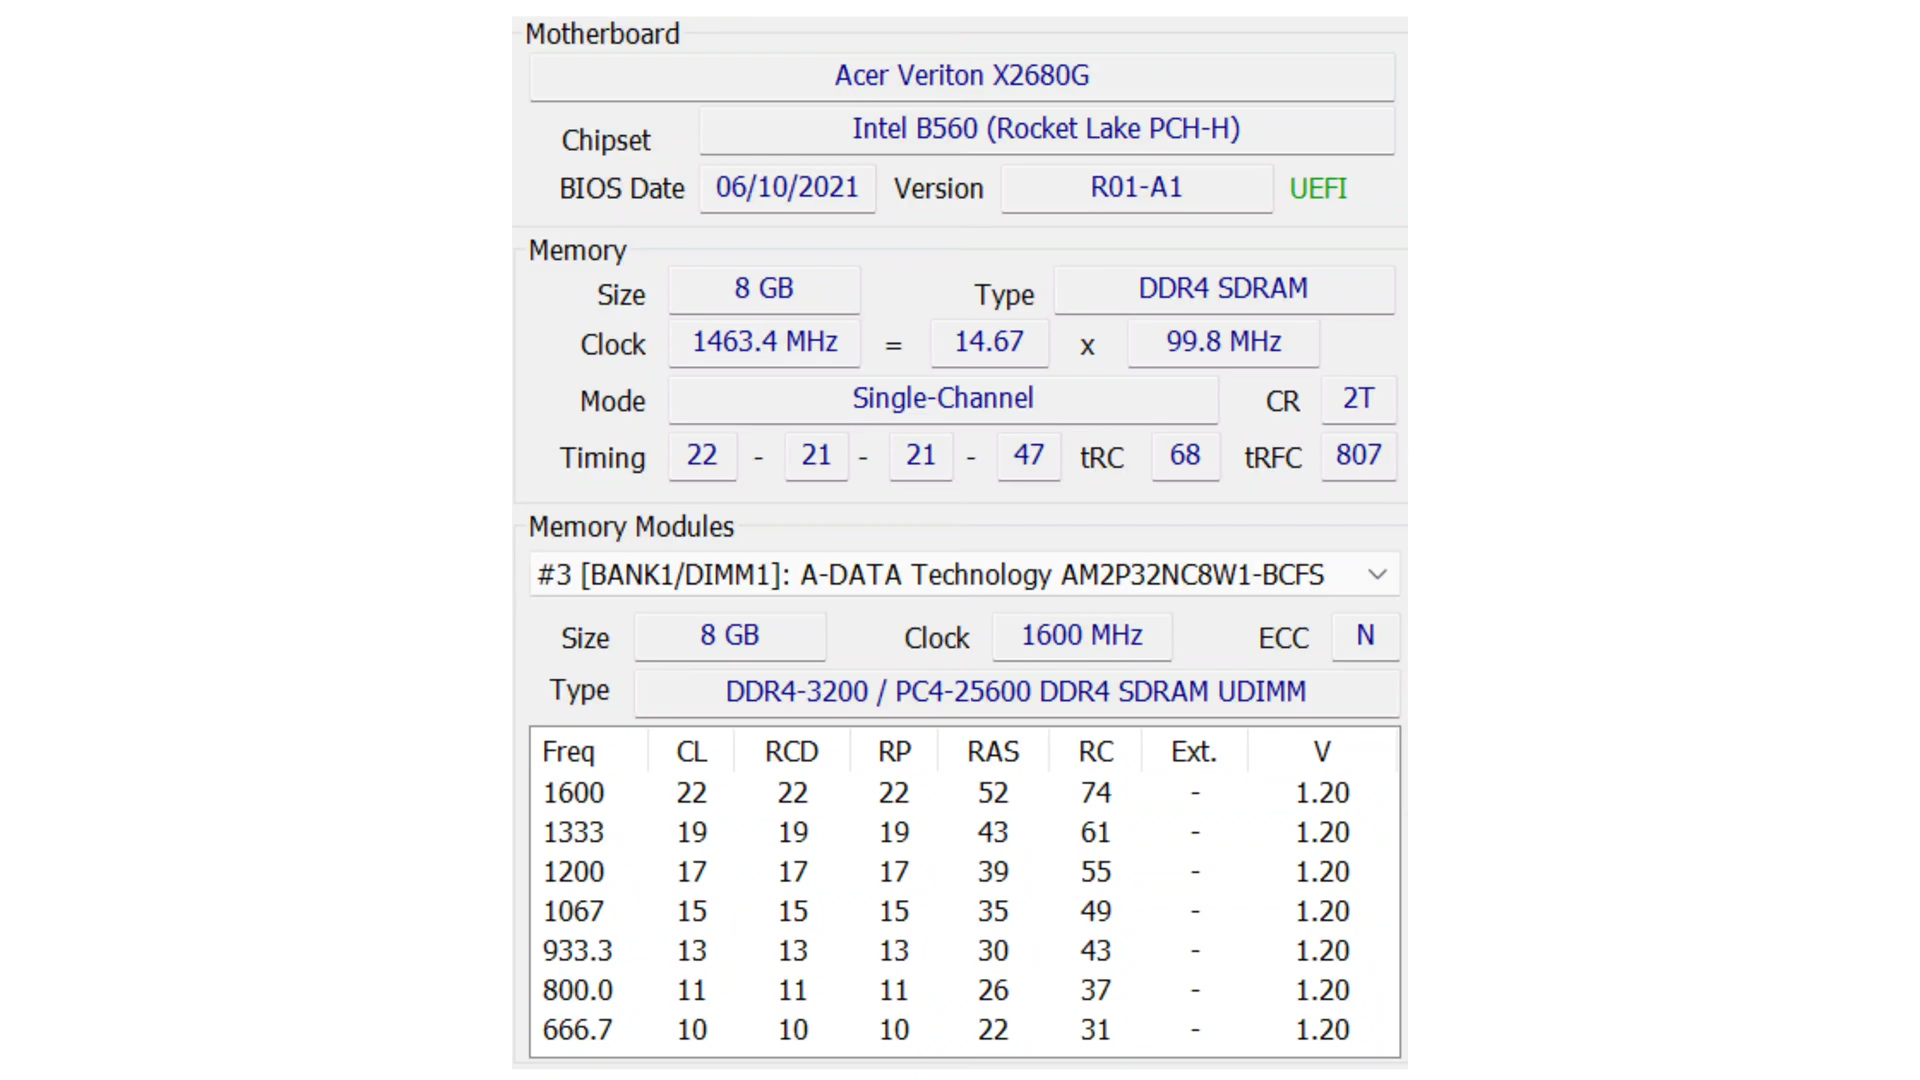 Motherboard
Acer Veriton X2680G
Chipset Intel B560 (Rocket Lake PCH-H)
BIOS Date 06/10/2021 Version R01-A1 UEFI
Memory
Size 8 GB Type DDR4 SDRAM
Clock 1463.4 MHz = 14.67 x 99.8 MHz
Mode Single-Channel CR 2T
Timing 22 - 21 - 21 - 47 tRC 68 tRFC 807
Memory Modules
#3 [BANK1/DIMM1]: A-DATA Technology AM2P32NC8W1-BCFS
Size 8 GB Clock 1600 MHz ECC N
Type DDR4-3200 / PC4-25600 DDR4 SDRAM UDIMM
Freq CL RCD RP RAS RC Ext. V
1600 22 22 22 52 74 - 1.20
1333 19 19 19 43 61 - 1.20
1200 17 17 17 39 55 - 1.20
1067 15 15 15 35 49 - 1.20
933.3 13 13 13 30 43 - 1.20
800.0 11 11 11 26 37 - 1.20
666.7 10 10 10 22 31 - 1.20